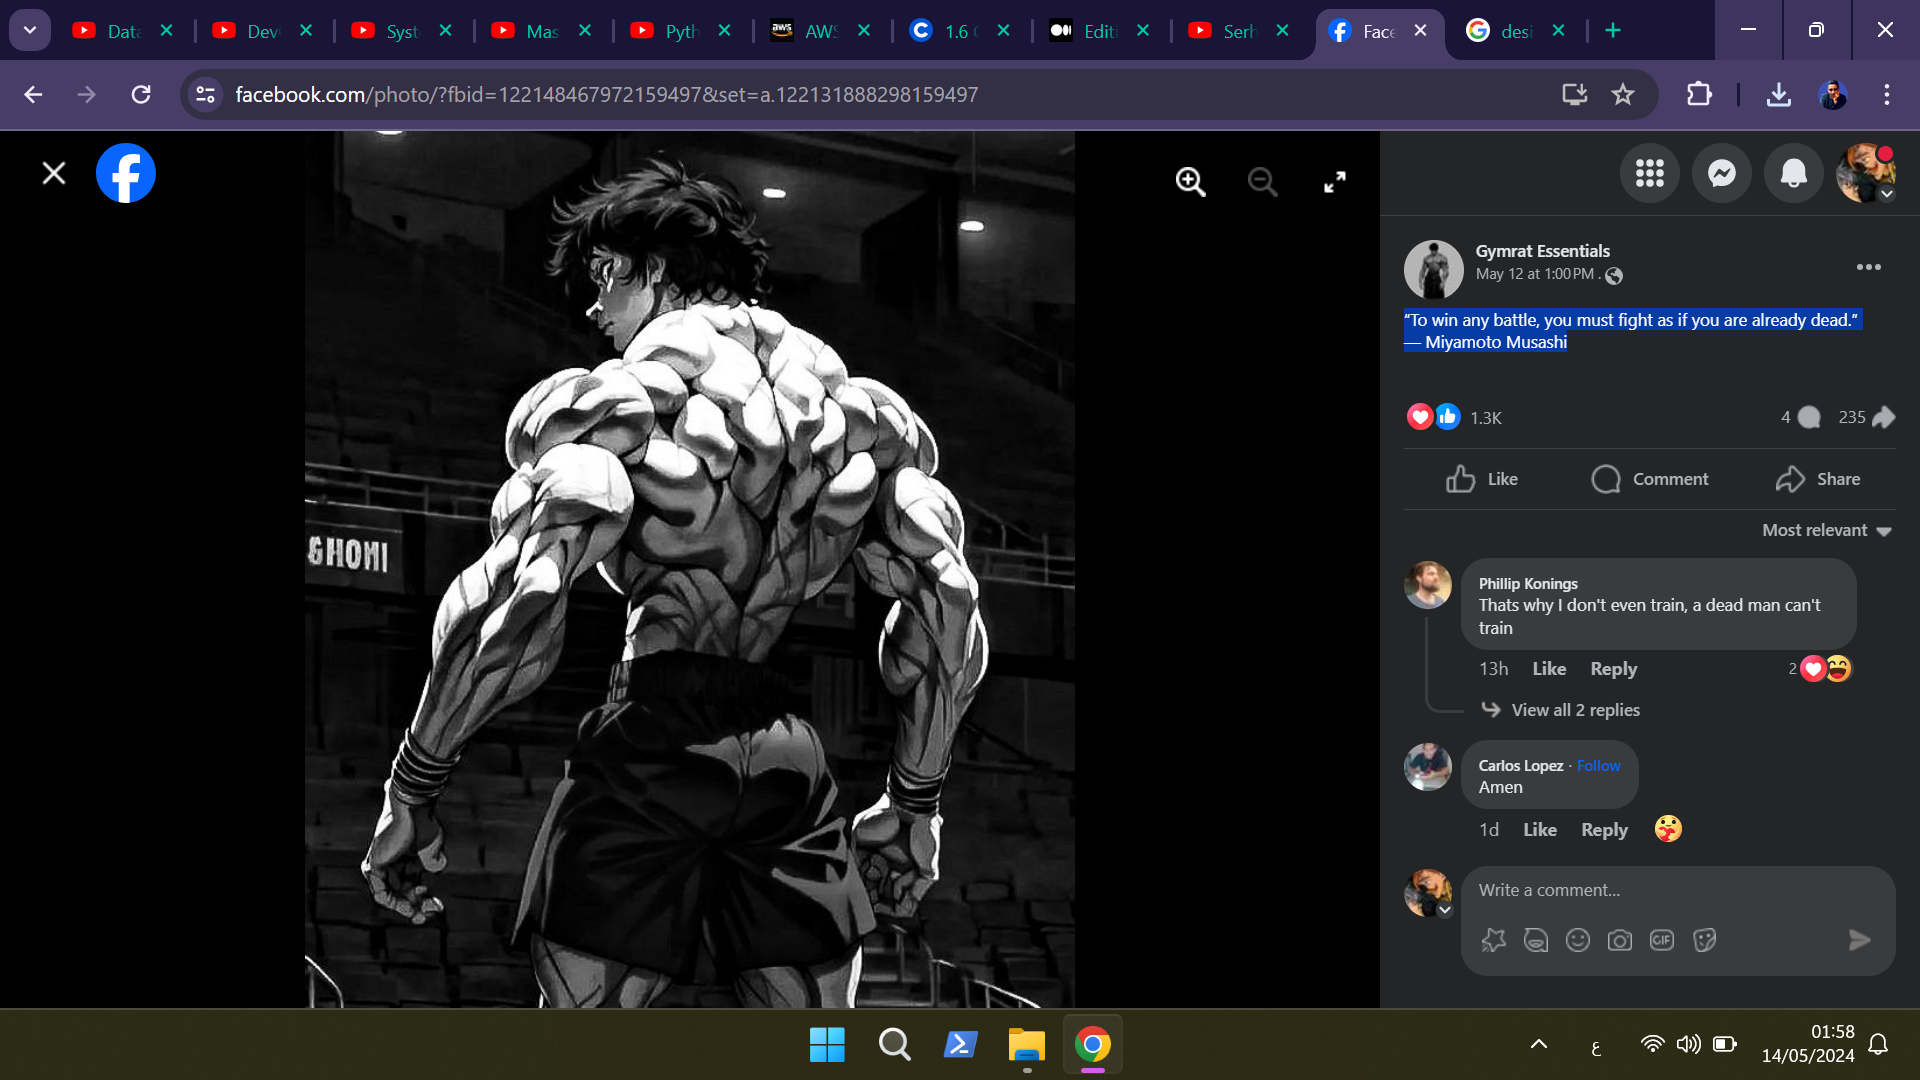 Data
Dev
Syst
Mas
Pyth
AWS
1.6
Editi
Serh
Face
desi
facebook.com/photo/?fbid=122148467972159497&set=a.122131888298159497
Gymrat Essentials
May 12 at 1:00 PM ·
“To win any battle, you must fight as if you are already dead.”
— Miyamoto Musashi
1.3K
4
235
Like
Comment
Share
Most relevant
Phillip Konings
Thats why I don't even train, a dead man can't
train
13h Like Reply
2
View all 2 replies
Carlos Lopez · Follow
Amen
1d Like Reply
Write a comment...
GIF
&HOMI
ع
01:58
14/05/2024